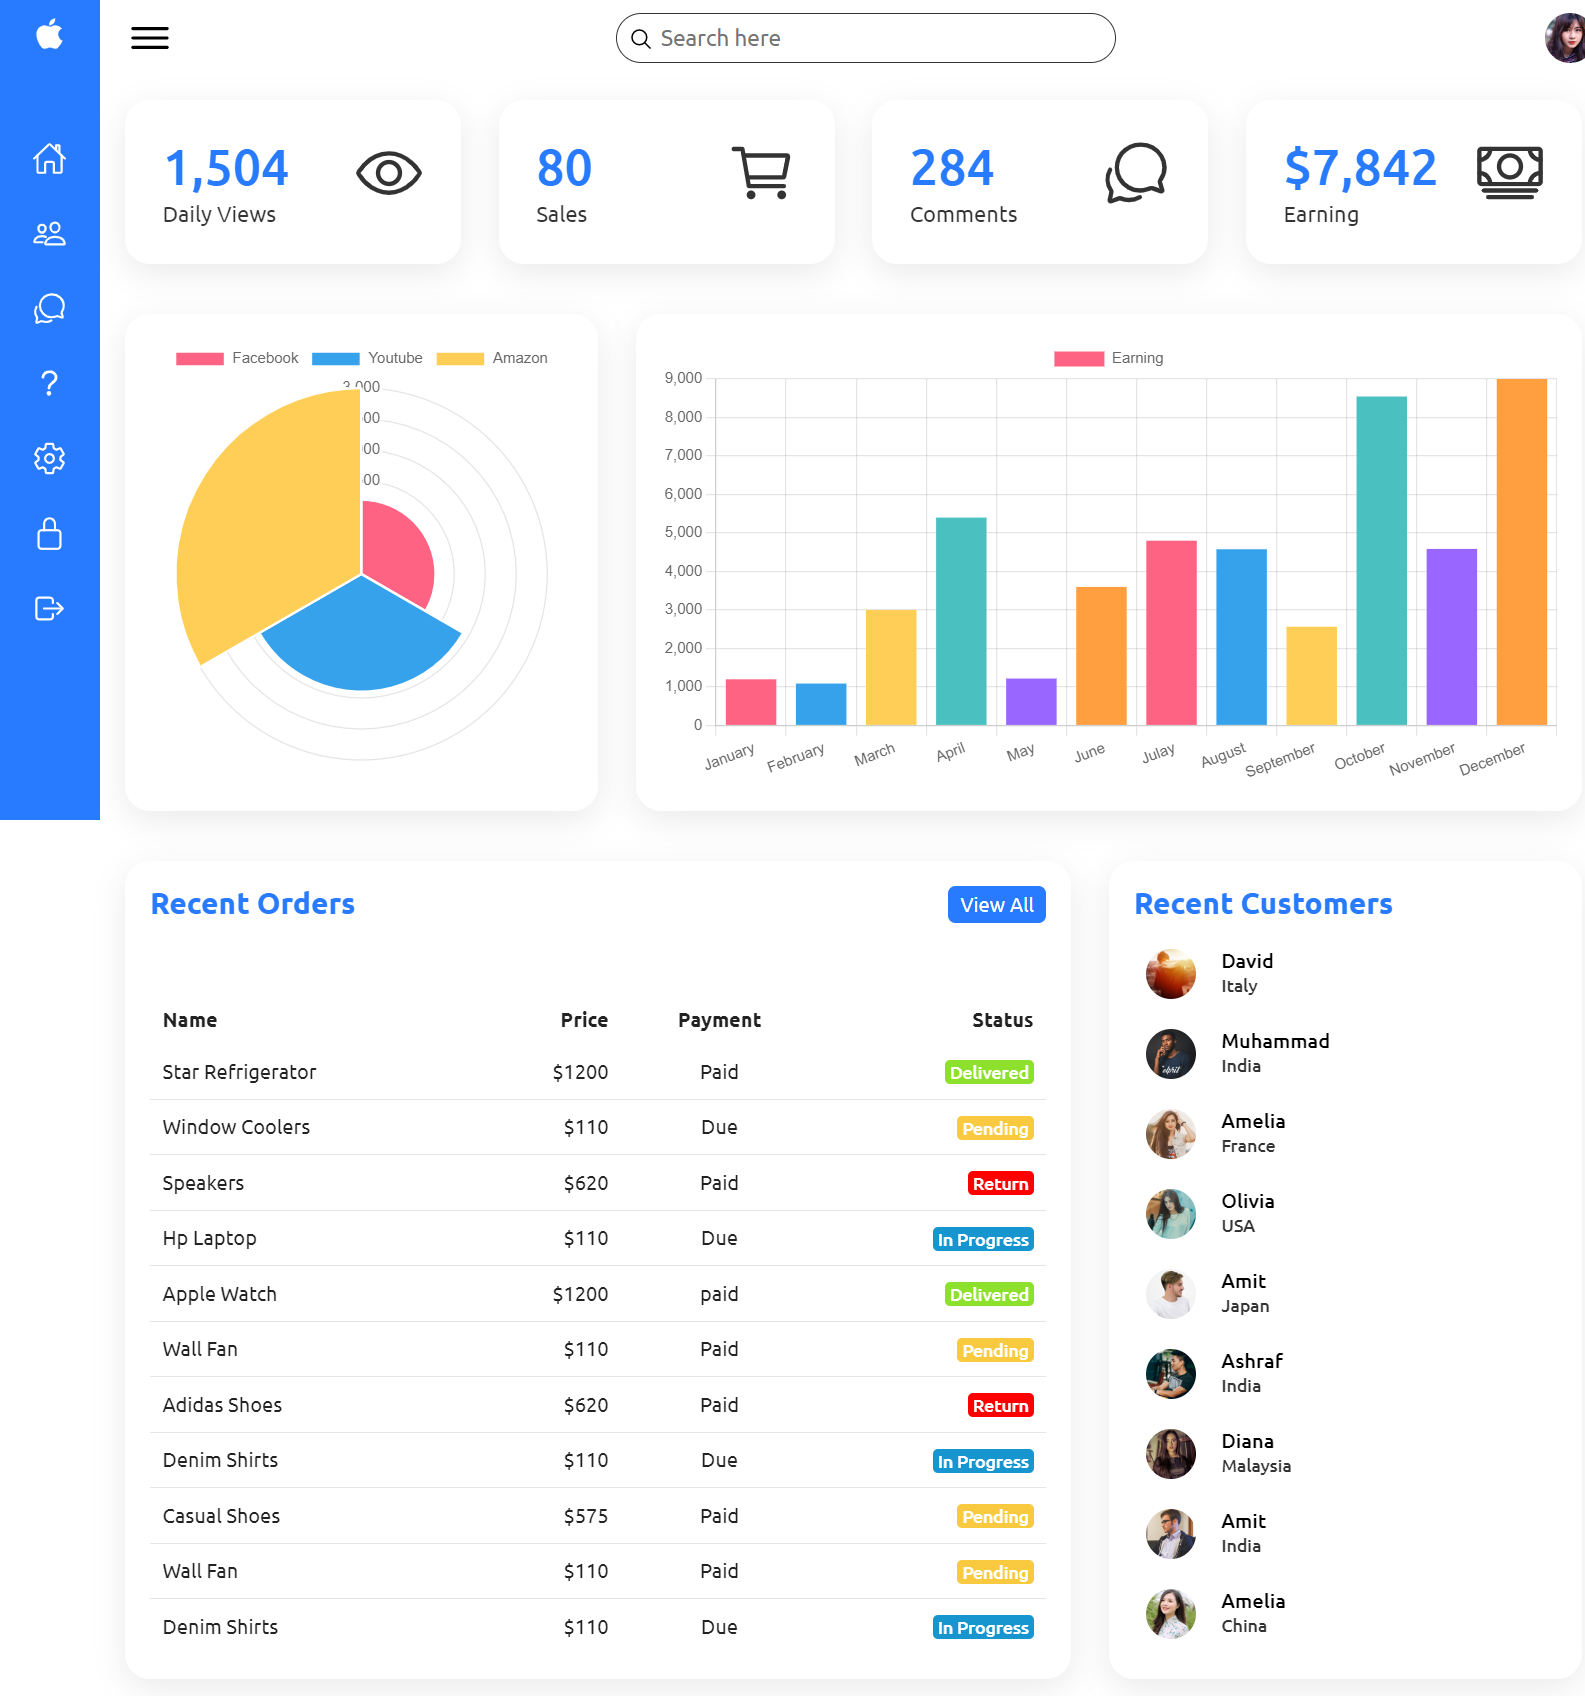 Search here
1,504
Daily Views
80
Sales
284
Comments
$7,842
Earning
Facebook Youtube Amazon
3,000
Earning
9,000
8,000
7,000
6,000
5,000
4,000
3,000
2,000
1,000
0
January February March April May June Julay August September October November December
Recent Orders
View All
Name Price Payment Status
Star Refrigerator $1200 Paid Delivered
Window Coolers $110 Due Pending
Speakers $620 Paid Return
Hp Laptop $110 Due In Progress
Apple Watch $1200 paid Delivered
Wall Fan $110 Paid Pending
Adidas Shoes $620 Paid Return
Denim Shirts $110 Due In Progress
Casual Shoes $575 Paid Pending
Wall Fan $110 Paid Pending
Denim Shirts $110 Due In Progress
Recent Customers
David
Italy
Muhammad
India
Amelia
France
Olivia
USA
Amit
Japan
Ashraf
India
Diana
Malaysia
Amit
India
Amelia
China